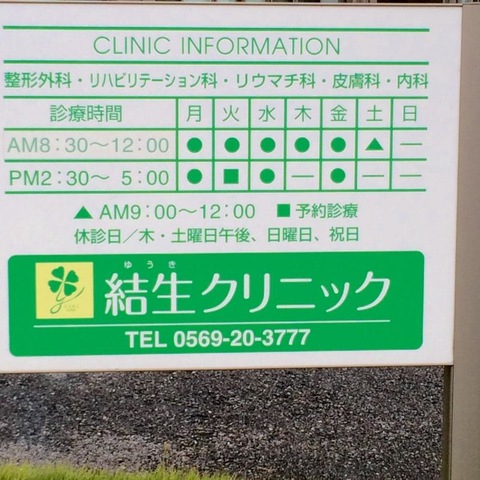 CLINIC INFORMATION
整形外科・リハビリテーション科・リウマチ科・皮膚科・内科
診療時間 月 火 水 木 金 土 日
AM8:30～12:00 ● ● ● ● ● ▲ —
PM2:30～ 5:00 ● ■ ● — ● — —
▲ AM9:00～12:00 ■ 予約診療
休診日／木・土曜日午後、日曜日、祝日
ゆうき
結生クリニック
TEL 0569-20-3777